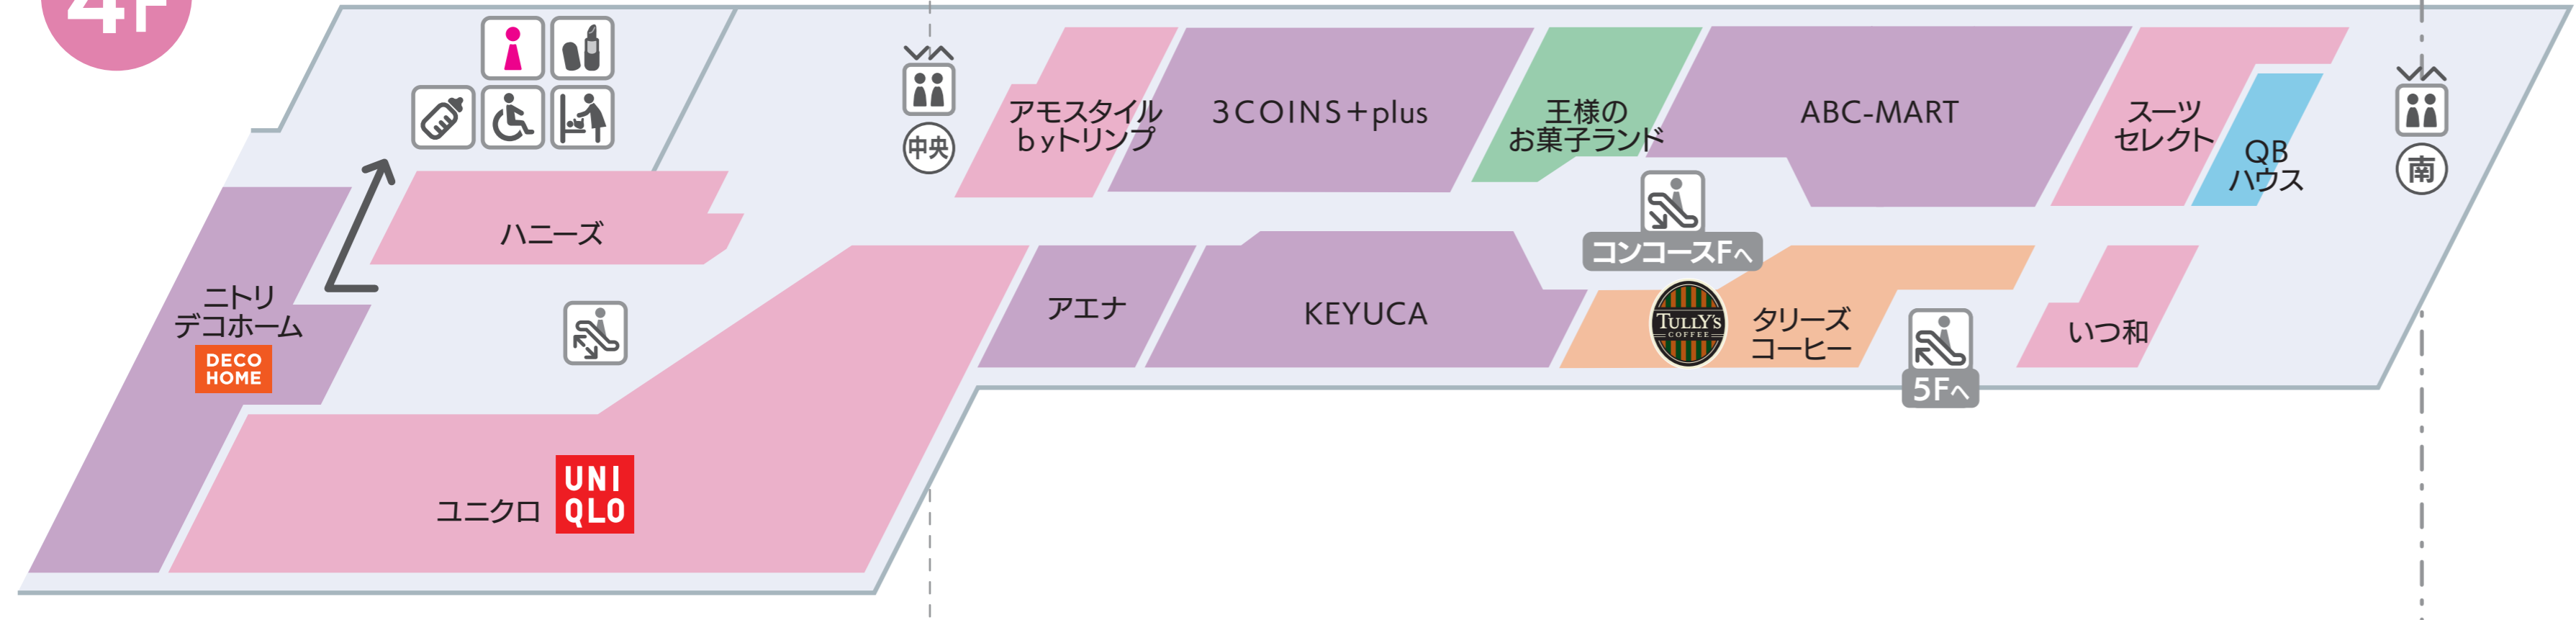 4F
中央
アモスタイル
byトリンプ
3COINS+plus
王様の
お菓子ランド
ABC-MART
スーツ
セレクト
QB
ハウス
南
ハニーズ
コンコースFへ
ニトリ
デコホーム
DECO
HOME
アエナ
KEYUCA
TULLY'S
COFFEE
タリーズ
コーヒー
いつ和
5Fへ
ユニクロ
UNI
QLO